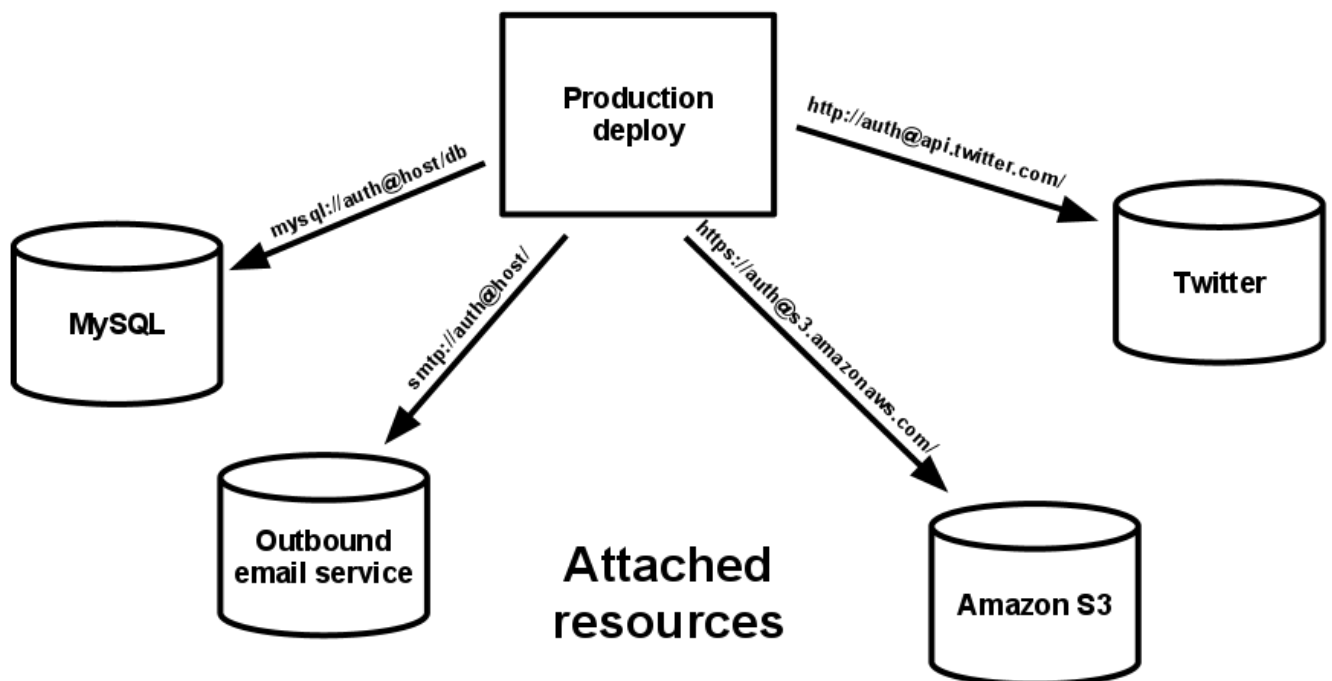 Production
deploy
mysql://auth@host/db
http://auth@api.twitter.com/
smtp://auth@host/
https://auth@s3.amazonaws.com/
MySQL
Twitter
Outbound
email service
Attached
resources
Amazon S3